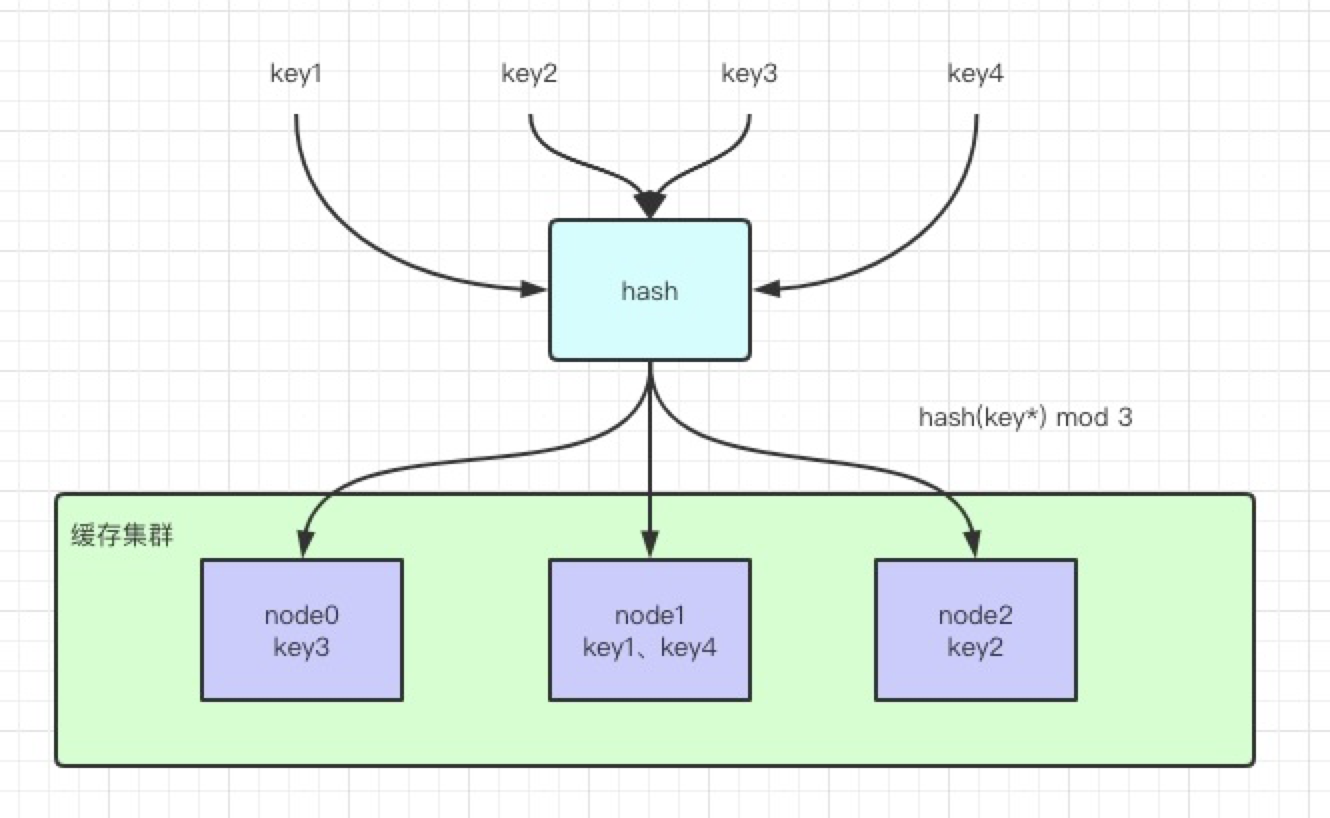 key1
key2
key3
key4
hash
hash(key*) mod 3
缓存集群
node0
key3
node1
key1、key4
node2
key2